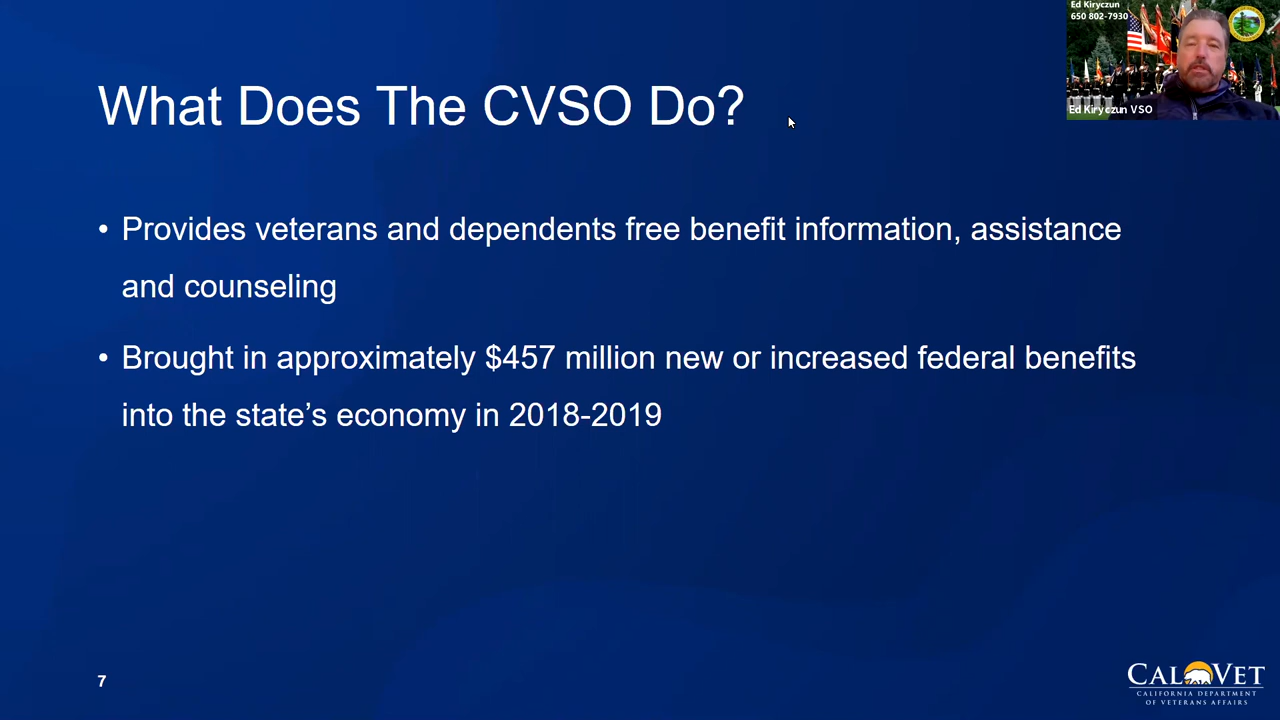 Ed Kiryczun
650 802-7930
Ed Kiryczun VSO
What Does The CVSO Do?
• Provides veterans and dependents free benefit information, assistance
and counseling
• Brought in approximately $457 million new or increased federal benefits
into the state’s economy in 2018-2019
7
CALVET
CALIFORNIA DEPARTMENT
OF VETERANS AFFAIRS